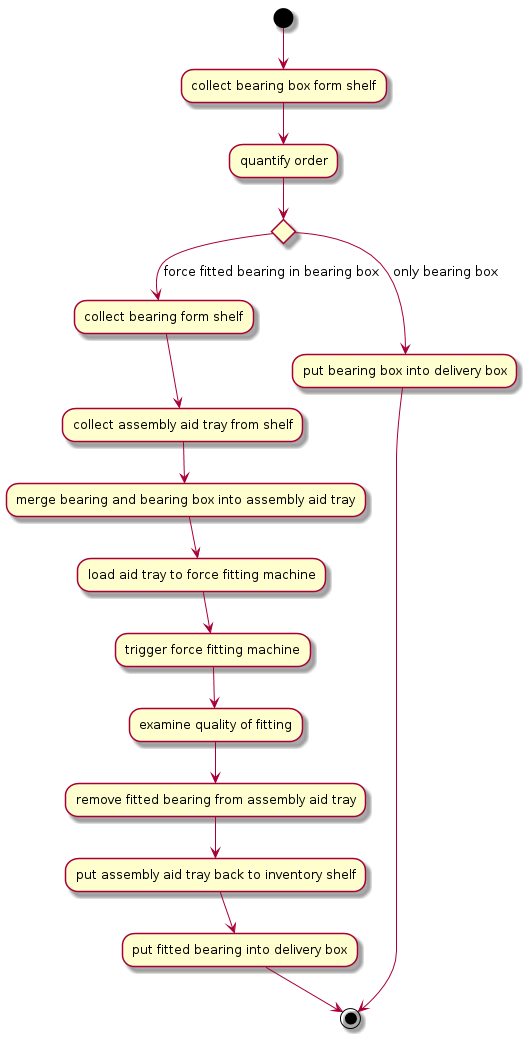 collect bearing box form shelf
quantify order
force fitted bearing in bearing box
only bearing box
collect bearing form shelf
put bearing box into delivery box
collect assembly aid tray from shelf
merge bearing and bearing box into assembly aid tray
load aid tray to force fitting machine
trigger force fitting machine
examine quality of fitting
remove fitted bearing from assembly aid tray
put assembly aid tray back to inventory shelf
put fitted bearing into delivery box